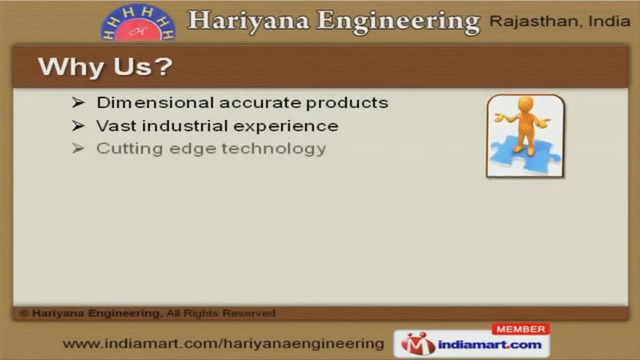 HHHHHHH
H
Hariyana Engineering Rajasthan, India
Why Us?
➢ Dimensional accurate products
➢ Vast industrial experience
➢ Cutting edge technology
© Hariyana Engineering, All Rights Reserved
www.indiamart.com/hariyanaengineering
MEMBER
indiamart.com